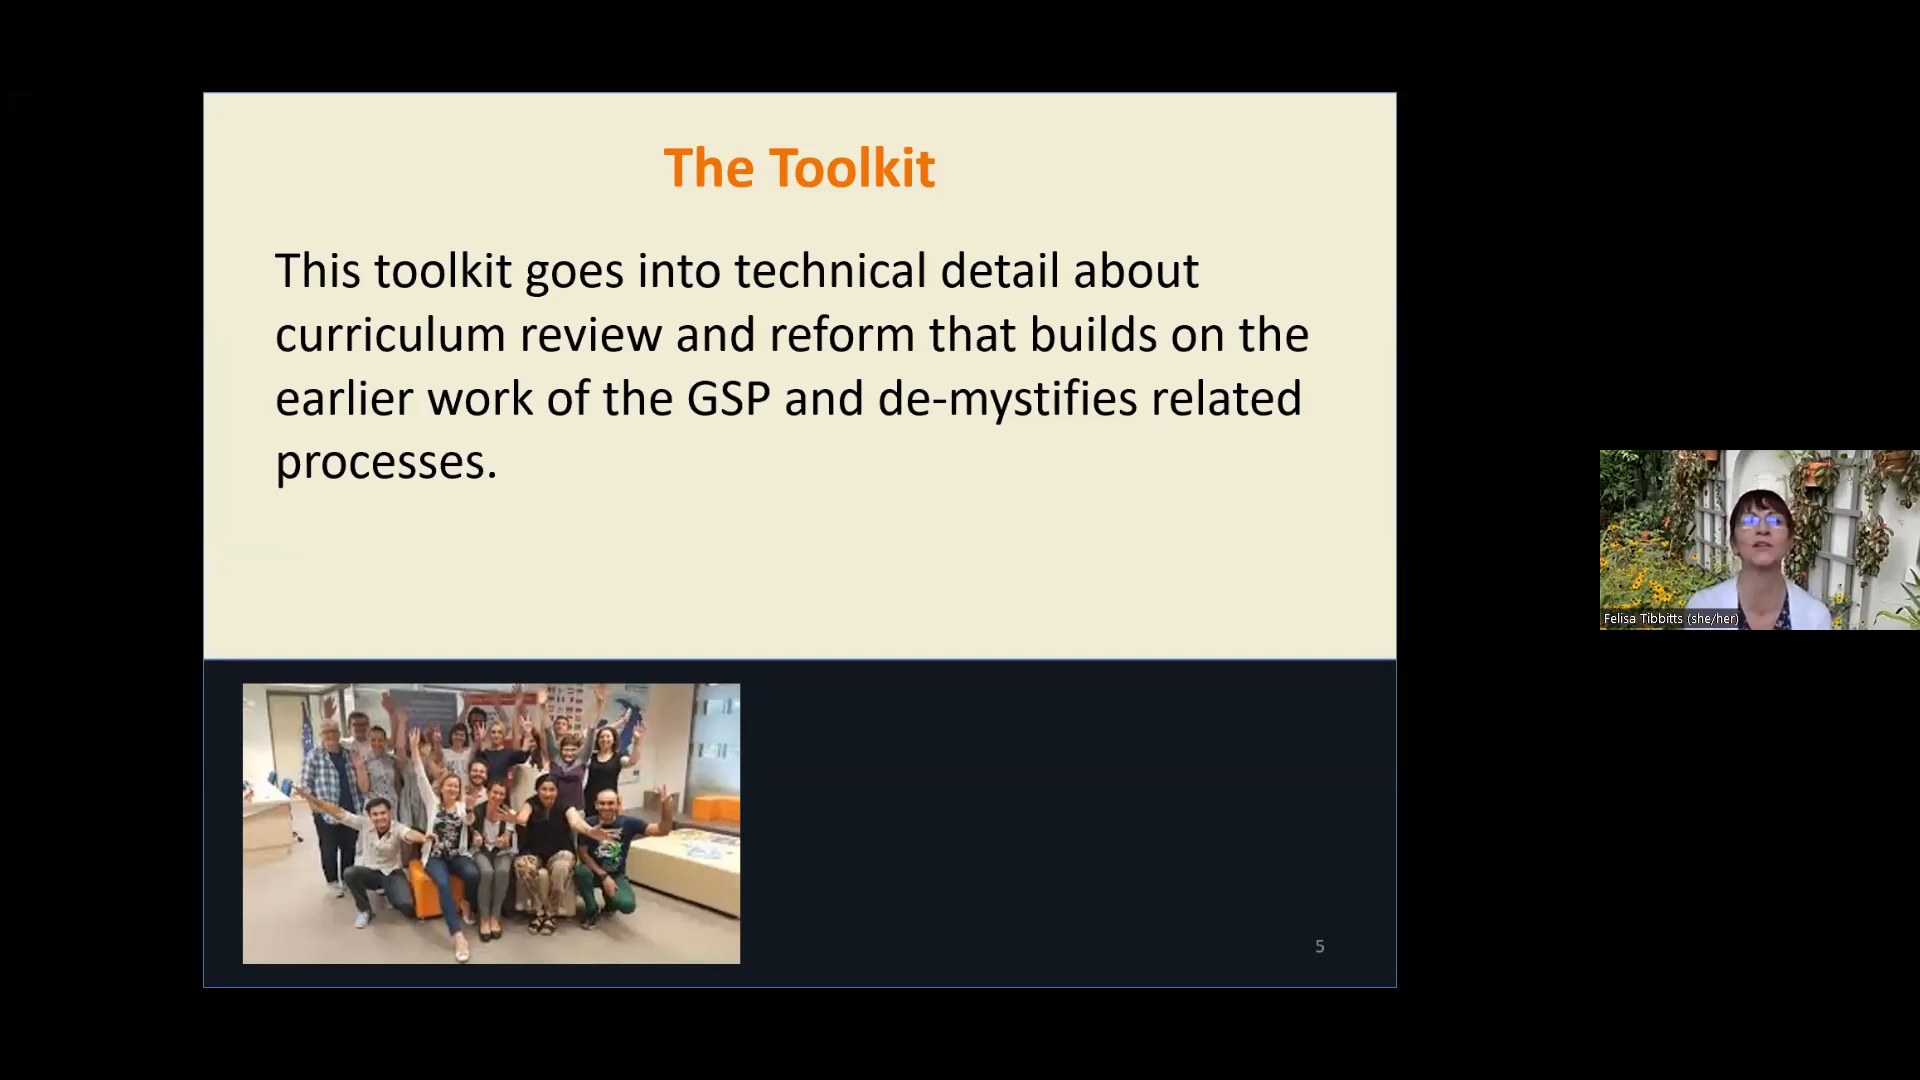 The Toolkit
This toolkit goes into technical detail about
curriculum review and reform that builds on the
earlier work of the GSP and de-mystifies related
processes.
Felisa Tibbitts (she/her)
5